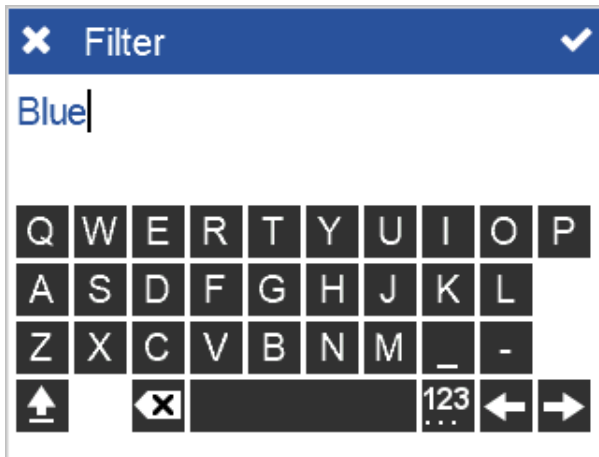 Filter
Blue
Q W E R T Y U I O P
A S D F G H J K L
Z X C V B N M _ -
123
...